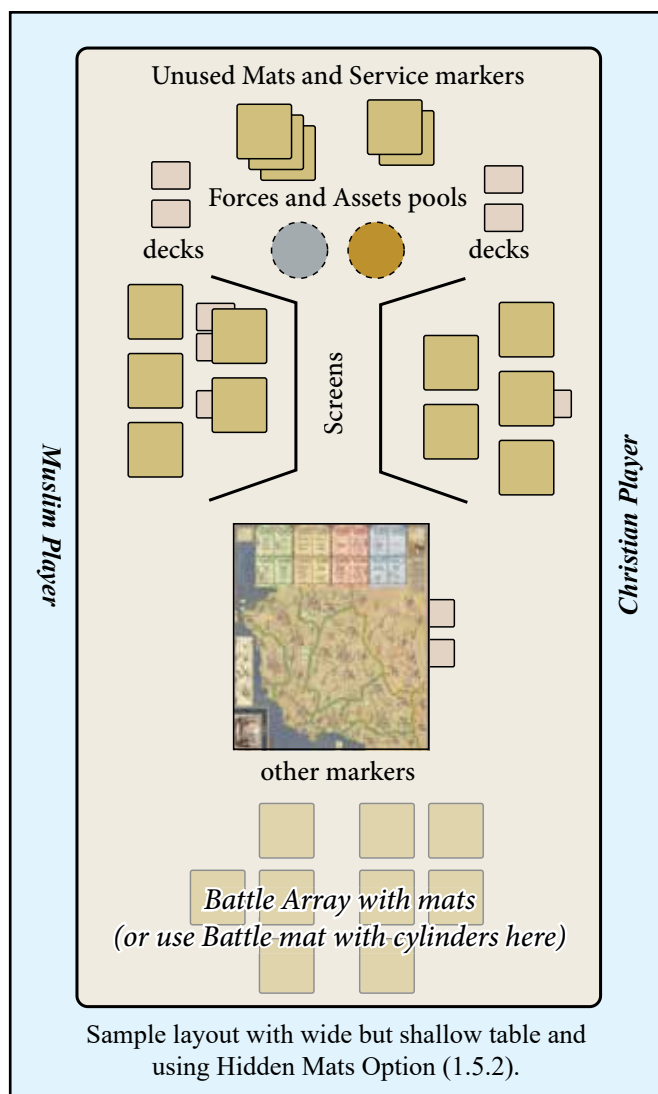 Unused Mats and Service markers
Forces and Assets pools
decks
decks
Screens
Muslim Player
Christian Player
other markers
Battle Array with mats
(or use Battle mat with cylinders here)
Sample layout with wide but shallow table and
using Hidden Mats Option (1.5.2).